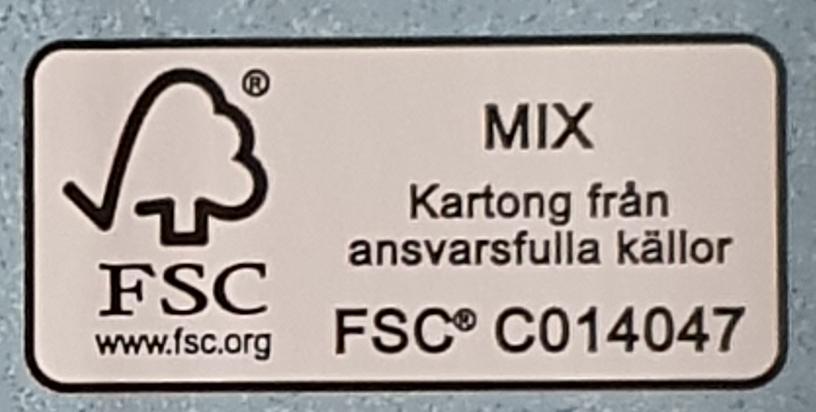 ®
FSC
www.fsc.org
MIX
Kartong från
ansvarsfulla källor
FSC® C014047